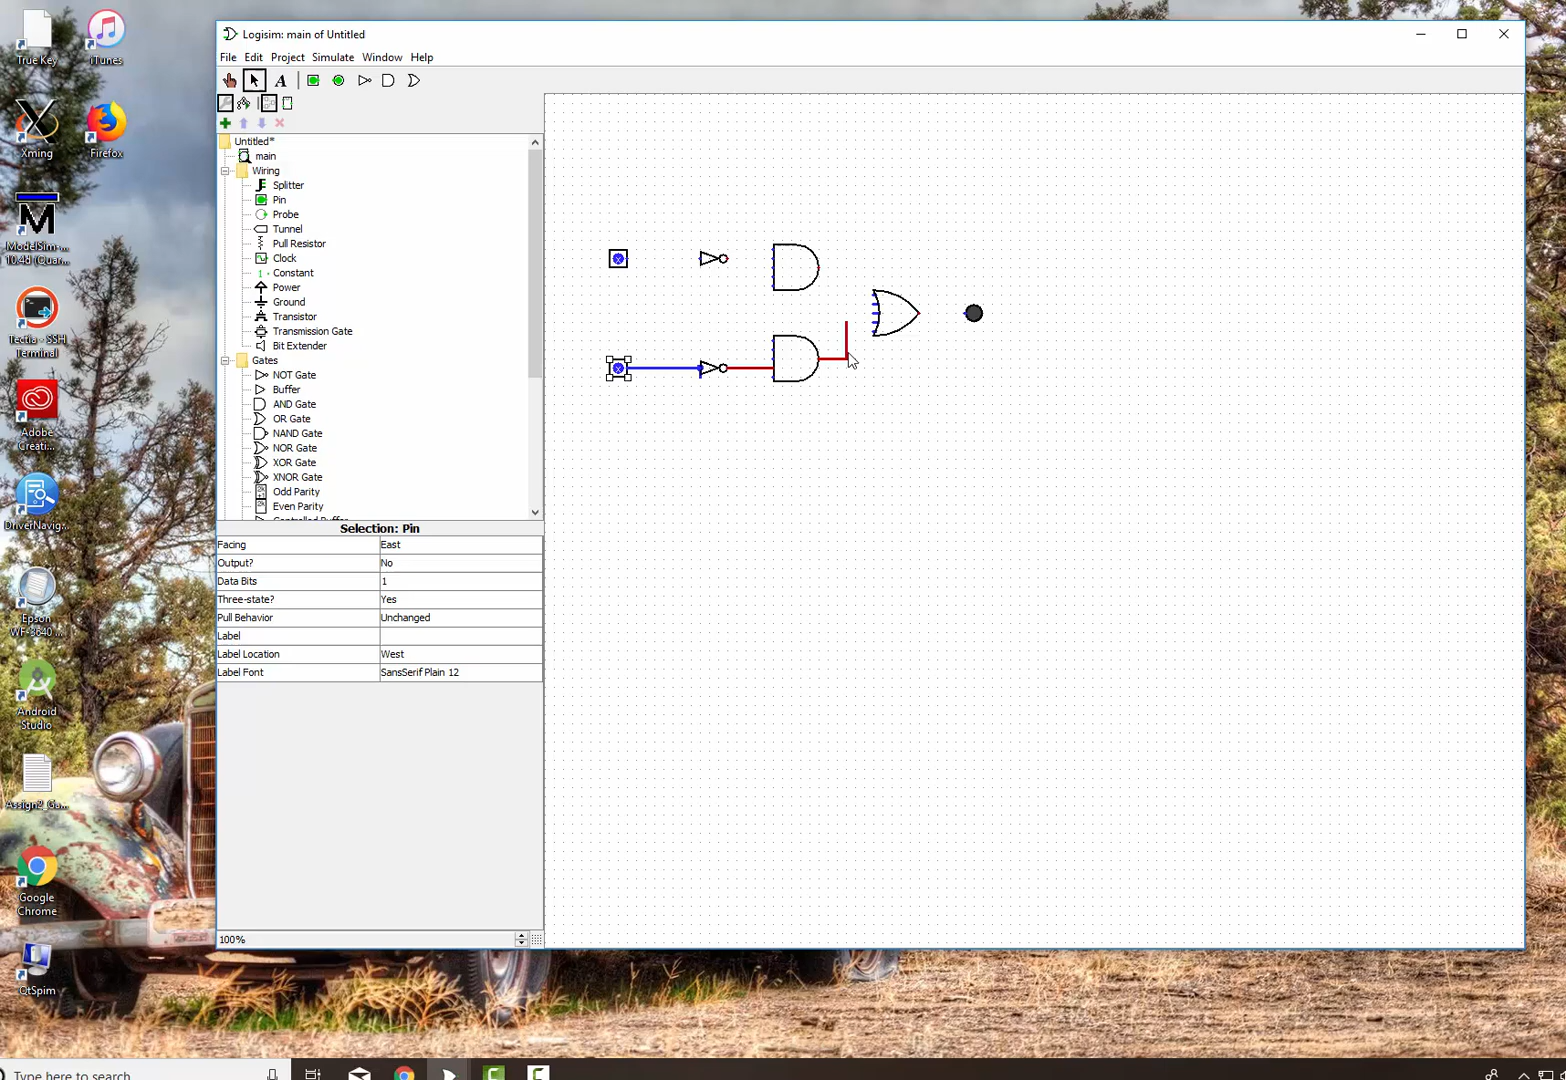 True Key
iTunes
Xming
Firefox
ModelSim-...
10.4d (Quar...
Tectia - SSH
Terminal
Adobe
Creati...
DriverNavig...
Epson
WF-3640 ...
Android
Studio
Assign2_Ga...
Google
Chrome
QtSpim
Logisim: main of Untitled
File Edit Project Simulate Window Help
A
Untitled*
main
Wiring
Splitter
Pin
Probe
Tunnel
Pull Resistor
Clock
1 Constant
Power
Ground
Transistor
Transmission Gate
Bit Extender
Gates
NOT Gate
Buffer
AND Gate
OR Gate
NAND Gate
NOR Gate
XOR Gate
XNOR Gate
Odd Parity
Even Parity
Controlled Buffer
Selection: Pin
Facing East
Output? No
Data Bits 1
Three-state? Yes
Pull Behavior Unchanged
Label
Label Location West
Label Font SansSerif Plain 12
100%
x
x
Type here to search